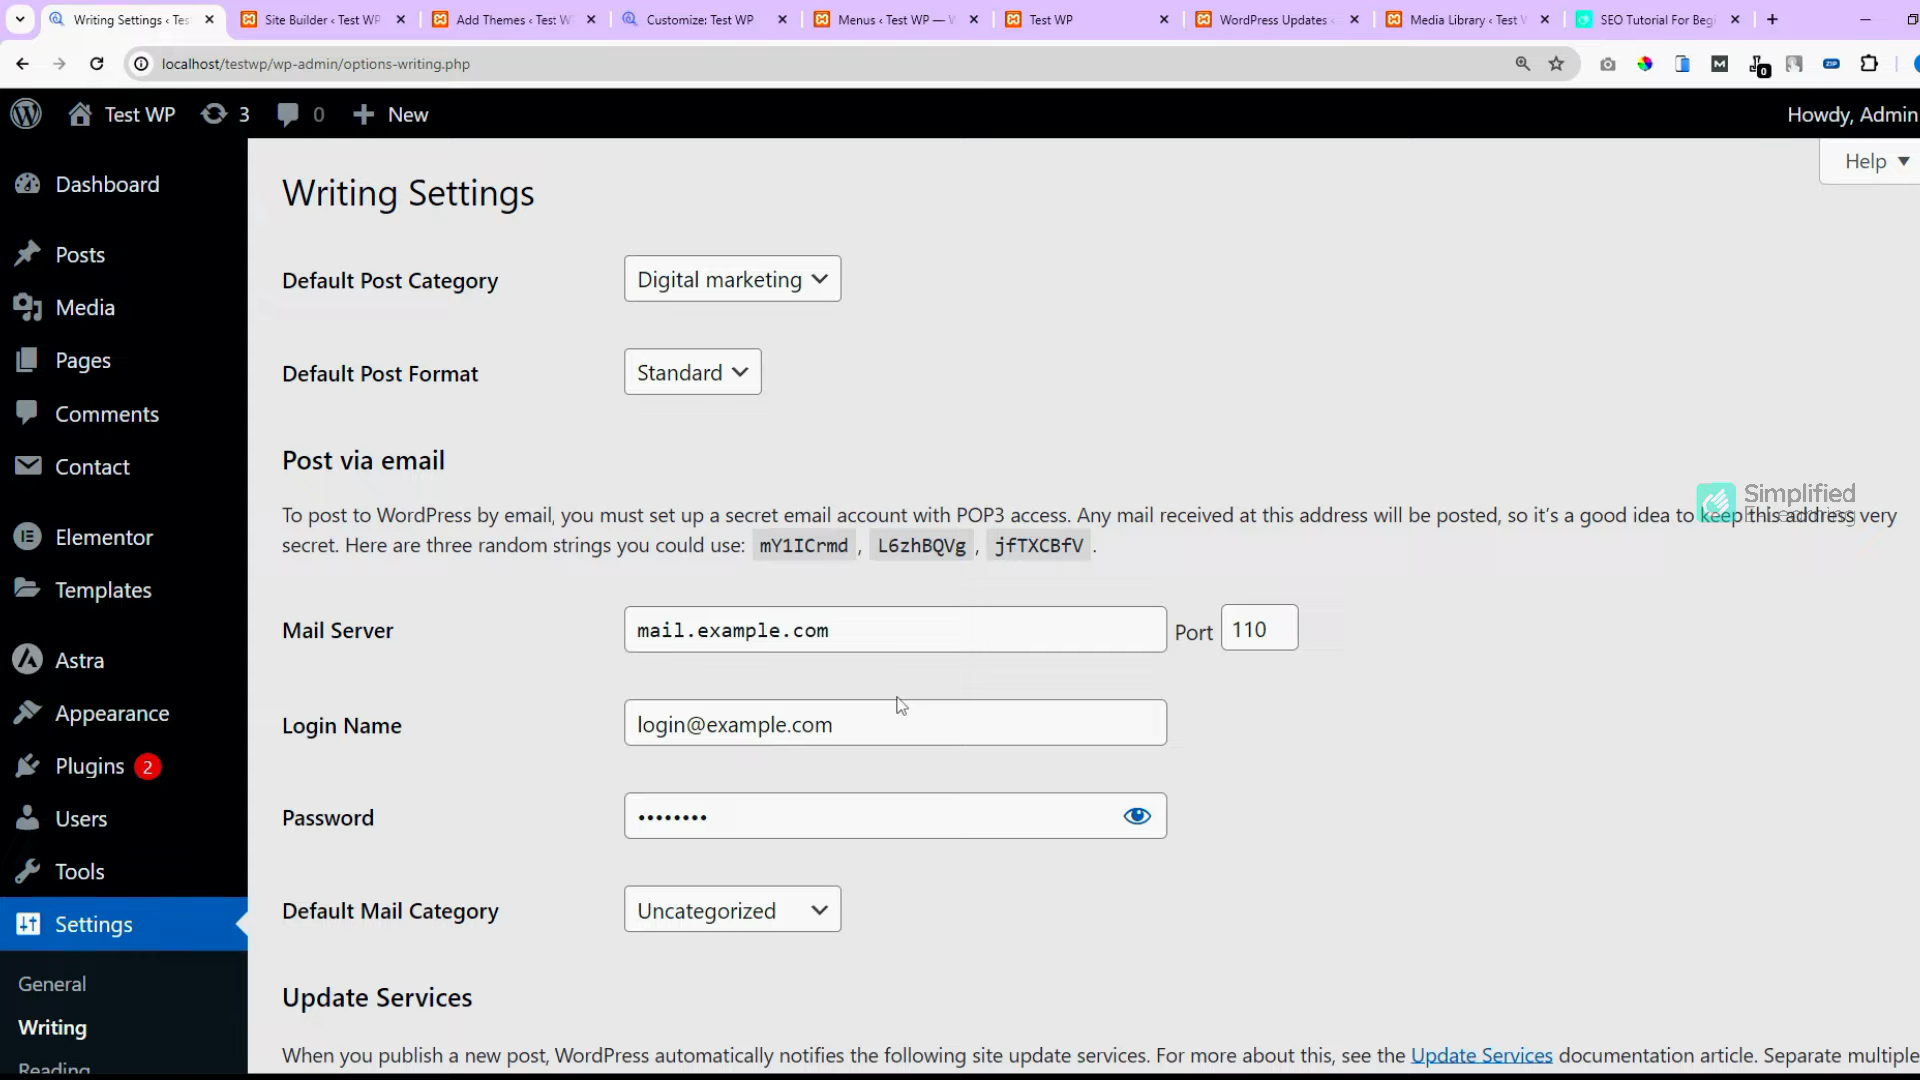 Writing Settings ‹ Tes
Site Builder ‹ Test WP
Add Themes ‹ Test W
Customize: Test WP
Menus ‹ Test WP —
Test WP
WordPress Updates ‹
Media Library ‹ Test
SEO Tutorial For Begi
localhost/testwp/wp-admin/options-writing.php
Test WP
3
0
New
Howdy, Admin
Help
Dashboard
Posts
Media
Pages
Comments
Contact
Elementor
Templates
Astra
Appearance
Plugins 2
Users
Tools
Settings
General
Writing
Reading
Writing Settings
Default Post Category
Digital marketing
Default Post Format
Standard
Post via email
To post to WordPress by email, you must set up a secret email account with POP3 access. Any mail received at this address will be posted, so it's a good idea to keep this address very
secret. Here are three random strings you could use: mY1ICrmd , L6zhBQVg , jfTXCBfV .
Simplified
ELearning
Mail Server
mail.example.com
Port 110
Login Name
login@example.com
Password
••••••••
Default Mail Category
Uncategorized
Update Services
When you publish a new post, WordPress automatically notifies the following site update services. For more about this, see the Update Services documentation article. Separate multiple